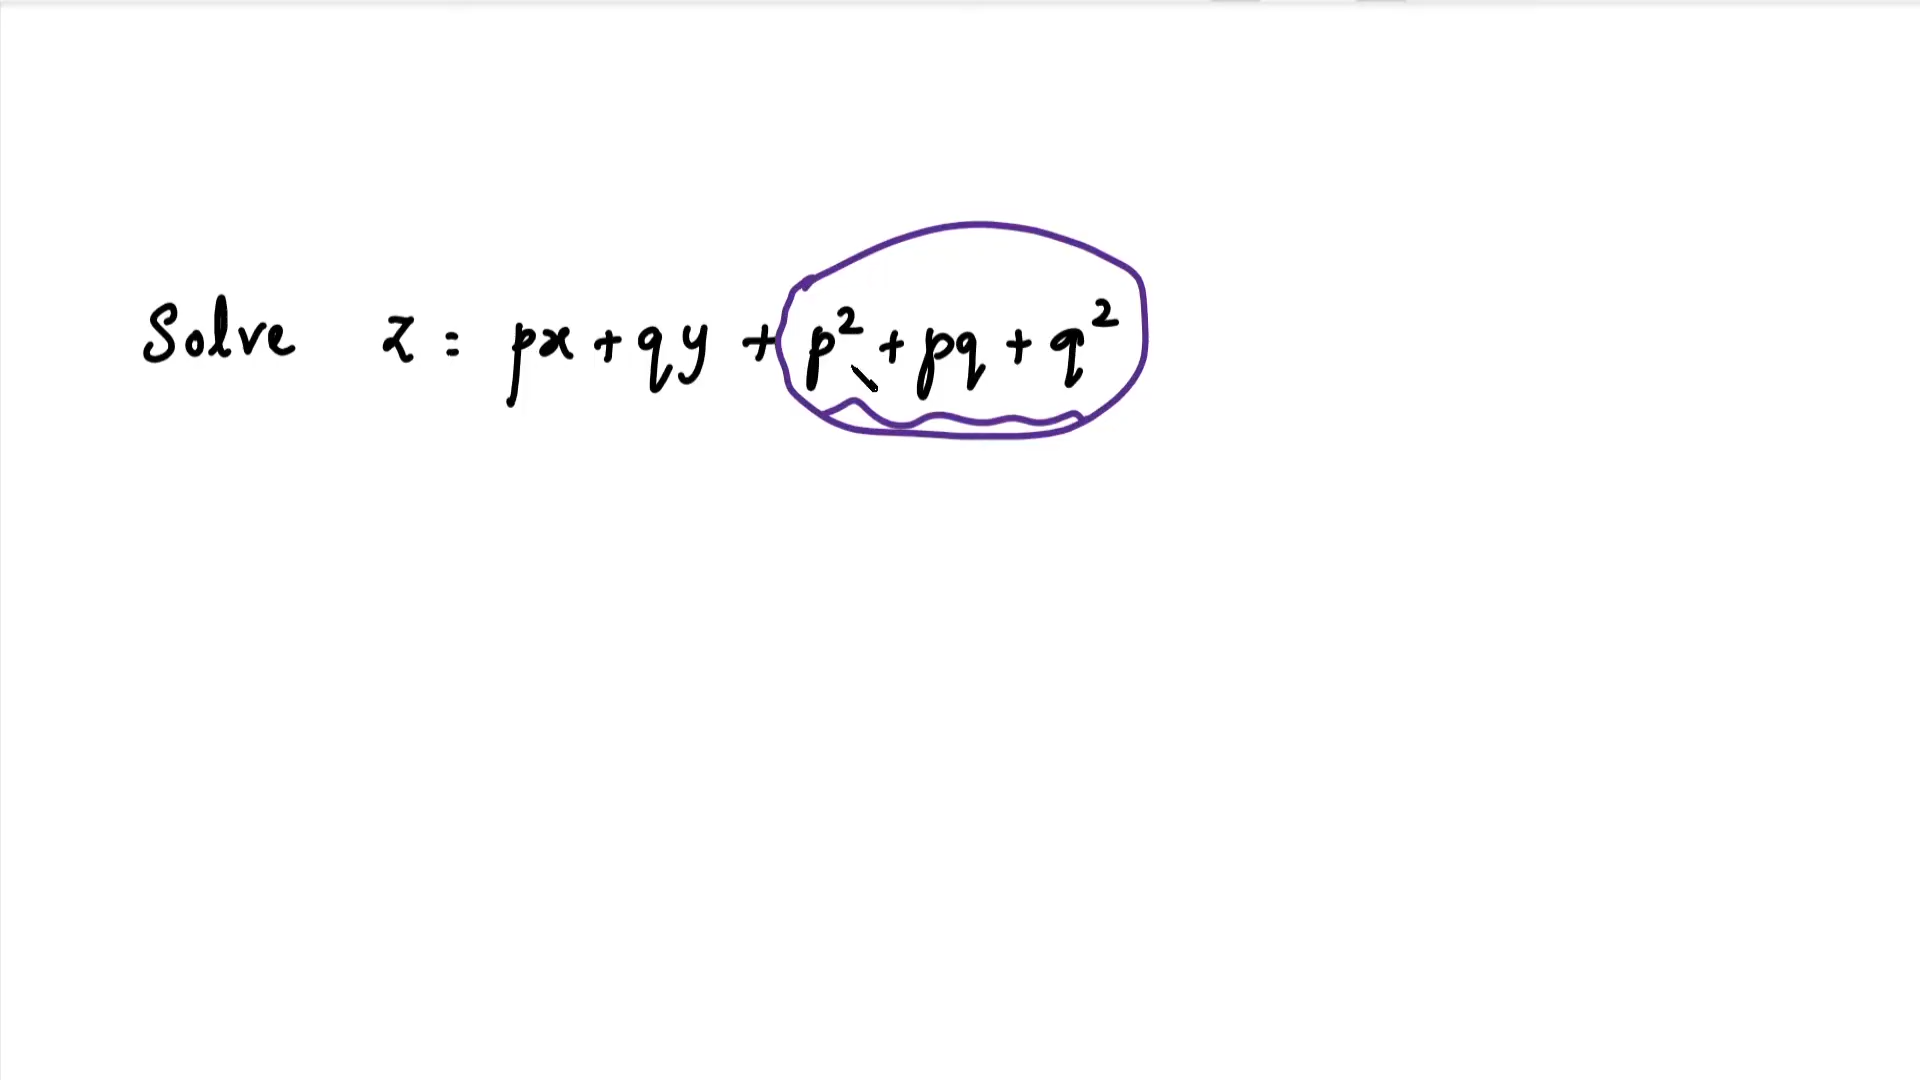 Solve z = px + qy + p² + pq + q²